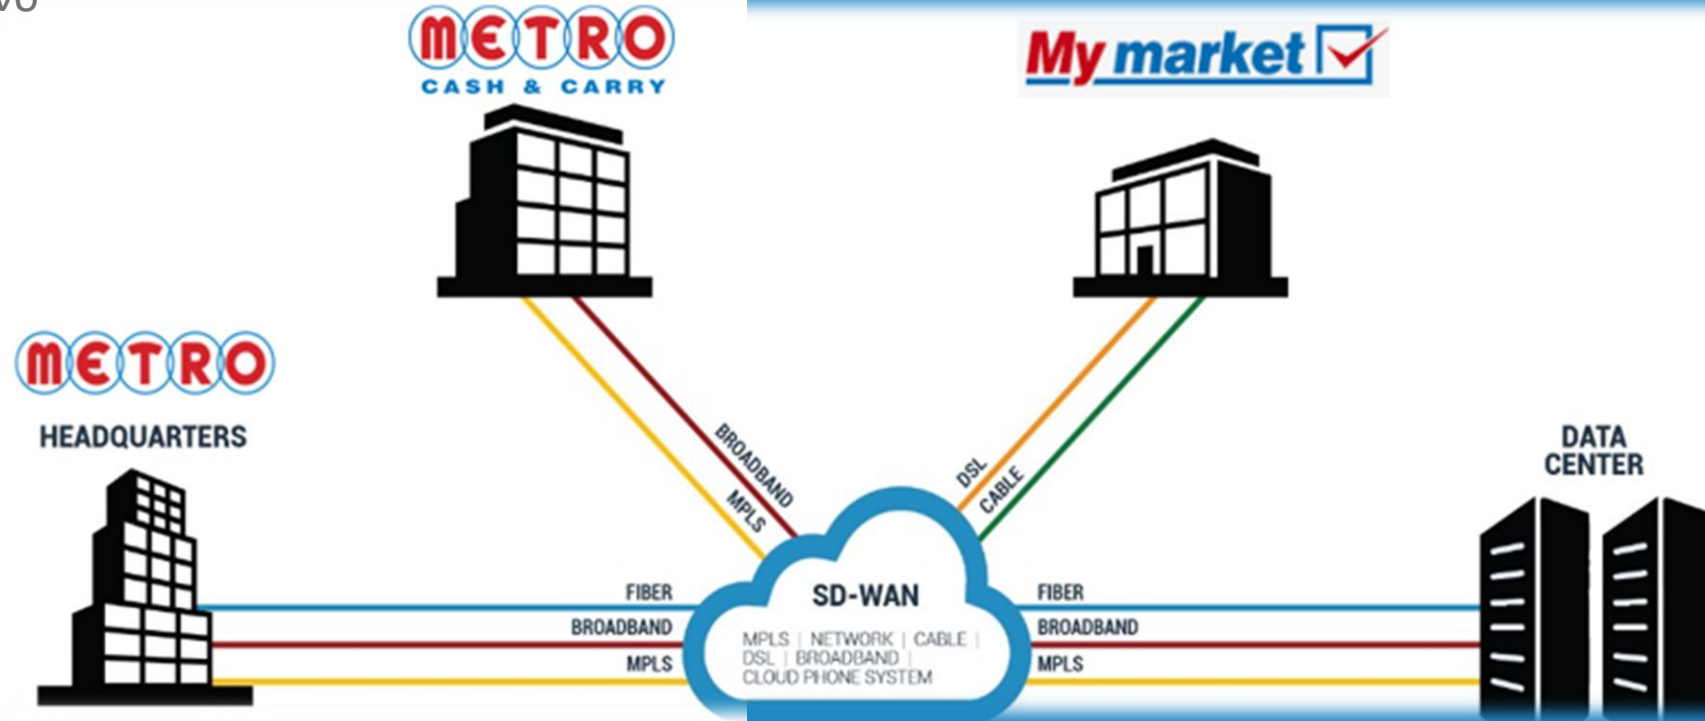 METRO
CASH & CARRY
My market
METRO
HEADQUARTERS
BROADBAND
MPLS
DSL
CABLE
DATA
CENTER
FIBER
BROADBAND
MPLS
SD-WAN
MPLS | NETWORK | CABLE |
DSL | BROADBAND |
CLOUD PHONE SYSTEM
FIBER
BROADBAND
MPLS